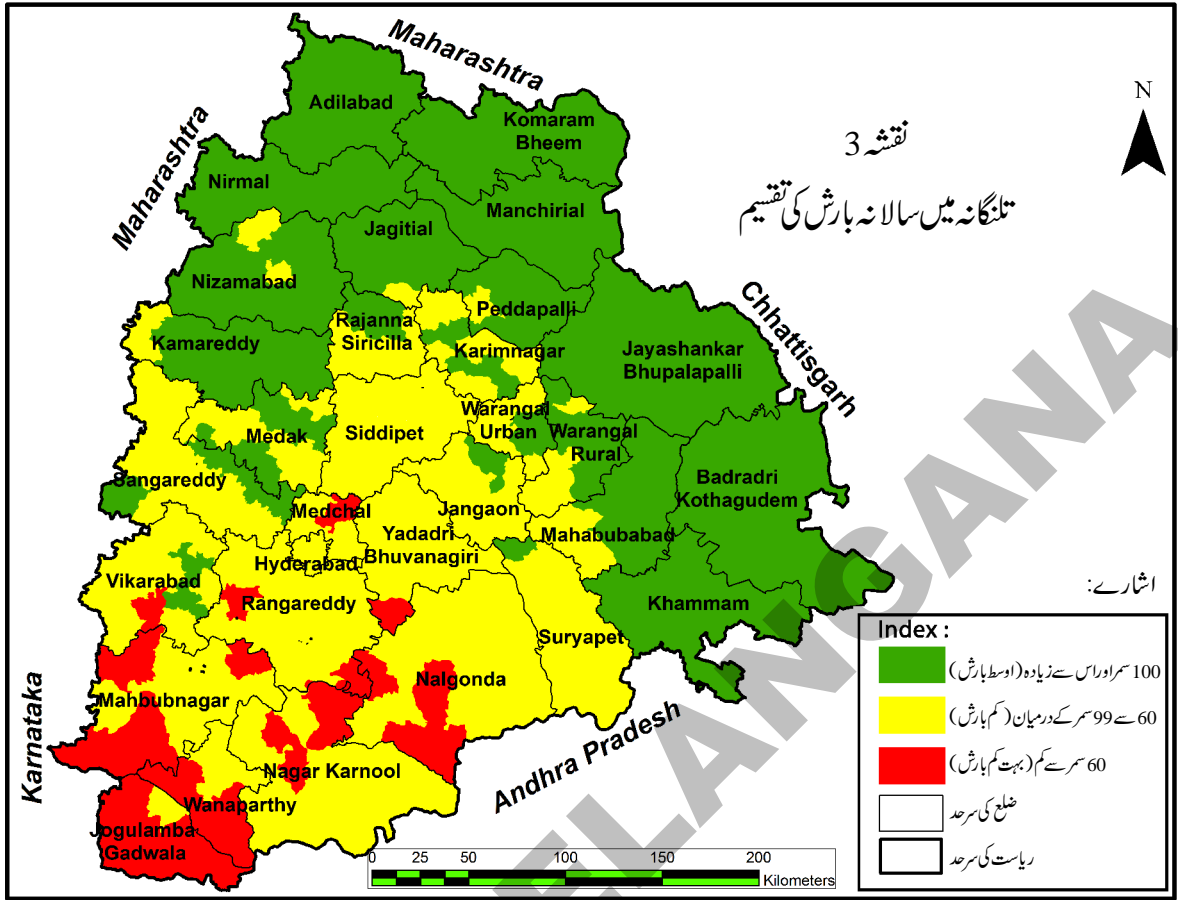 Maharashtra
N
نقشہ 3
تلنگانہ میں سالانہ بارش کی تقسیم
Maharashtra
Adilabad
Komaram
Bheem
Nirmal
Manchirial
Jagitial
Nizamabad
Peddapalli
Chhattisgarh
Rajanna
Siricilla
Kamareddy
Karimnagar
Jayashankar
Bhupalapalli
Warangal
Urban
Medak
Siddipet
Warangal
Rural
Sangareddy
Badradri
Kothagudem
Medchal
Jangaon
Yadadri
Bhuvanagiri
Mahabubabad
Hyderabad
Vikarabad
Rangareddy
Khammam
Suryapet
Karnataka
Mahbubnagar
Nalgonda
Andhra Pradesh
Nagar Karnool
Wanaparthy
Jogulamba
Gadwala
اشارے:
Index :
100 سمر اور اس سے زیادہ (اوسط بارش)
60 سے 99 سمر کے درمیان (کم بارش)
60 سمر سے کم (بہت کم بارش)
ضلع کی سرحد
ریاست کی سرحد
0 25 50 100 150 200
Kilometers
ELANGANA